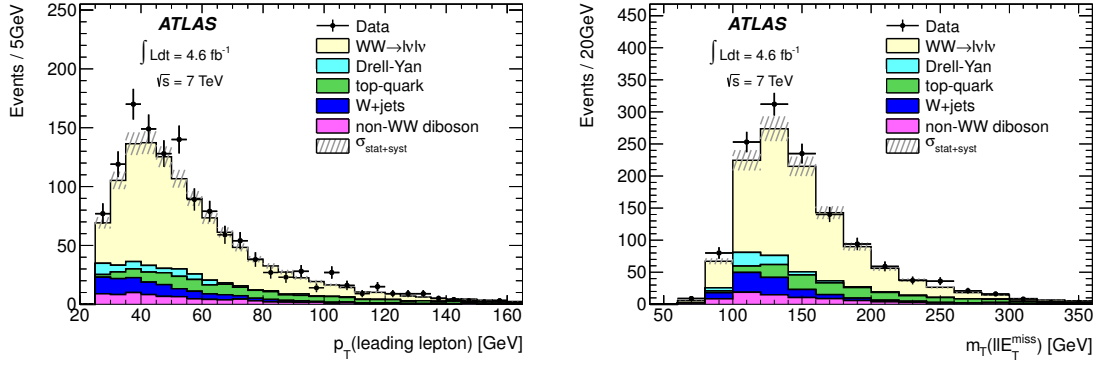 Events / 5GeV
250
200
150
100
50
0
ATLAS
∫ Ldt = 4.6 fb⁻¹
√s = 7 TeV
Data
WW→lνlν
Drell-Yan
top-quark
W+jets
non-WW diboson
σstat+syst
20 40 60 80 100 120 140 160
pT(leading lepton) [GeV]
Events / 20GeV
450
400
350
300
250
200
150
100
50
0
ATLAS
∫ Ldt = 4.6 fb⁻¹
√s = 7 TeV
Data
WW→lνlν
Drell-Yan
top-quark
W+jets
non-WW diboson
σstat+syst
50 100 150 200 250 300 350
mT(llETmiss) [GeV]